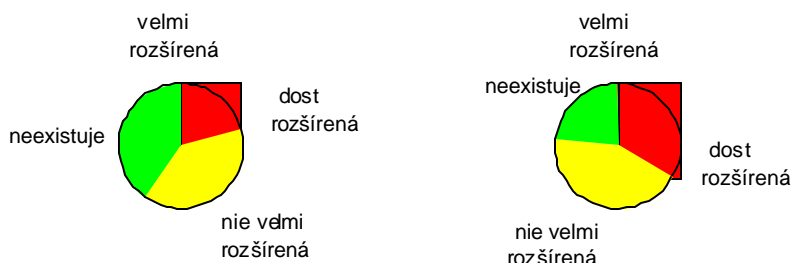 velmi
rozšírená
dost
rozšírená
neexistuje
nie velmi
rozšírená
velmi
rozšírená
neexistuje
dost
rozšírená
nie velmi
rozšírená